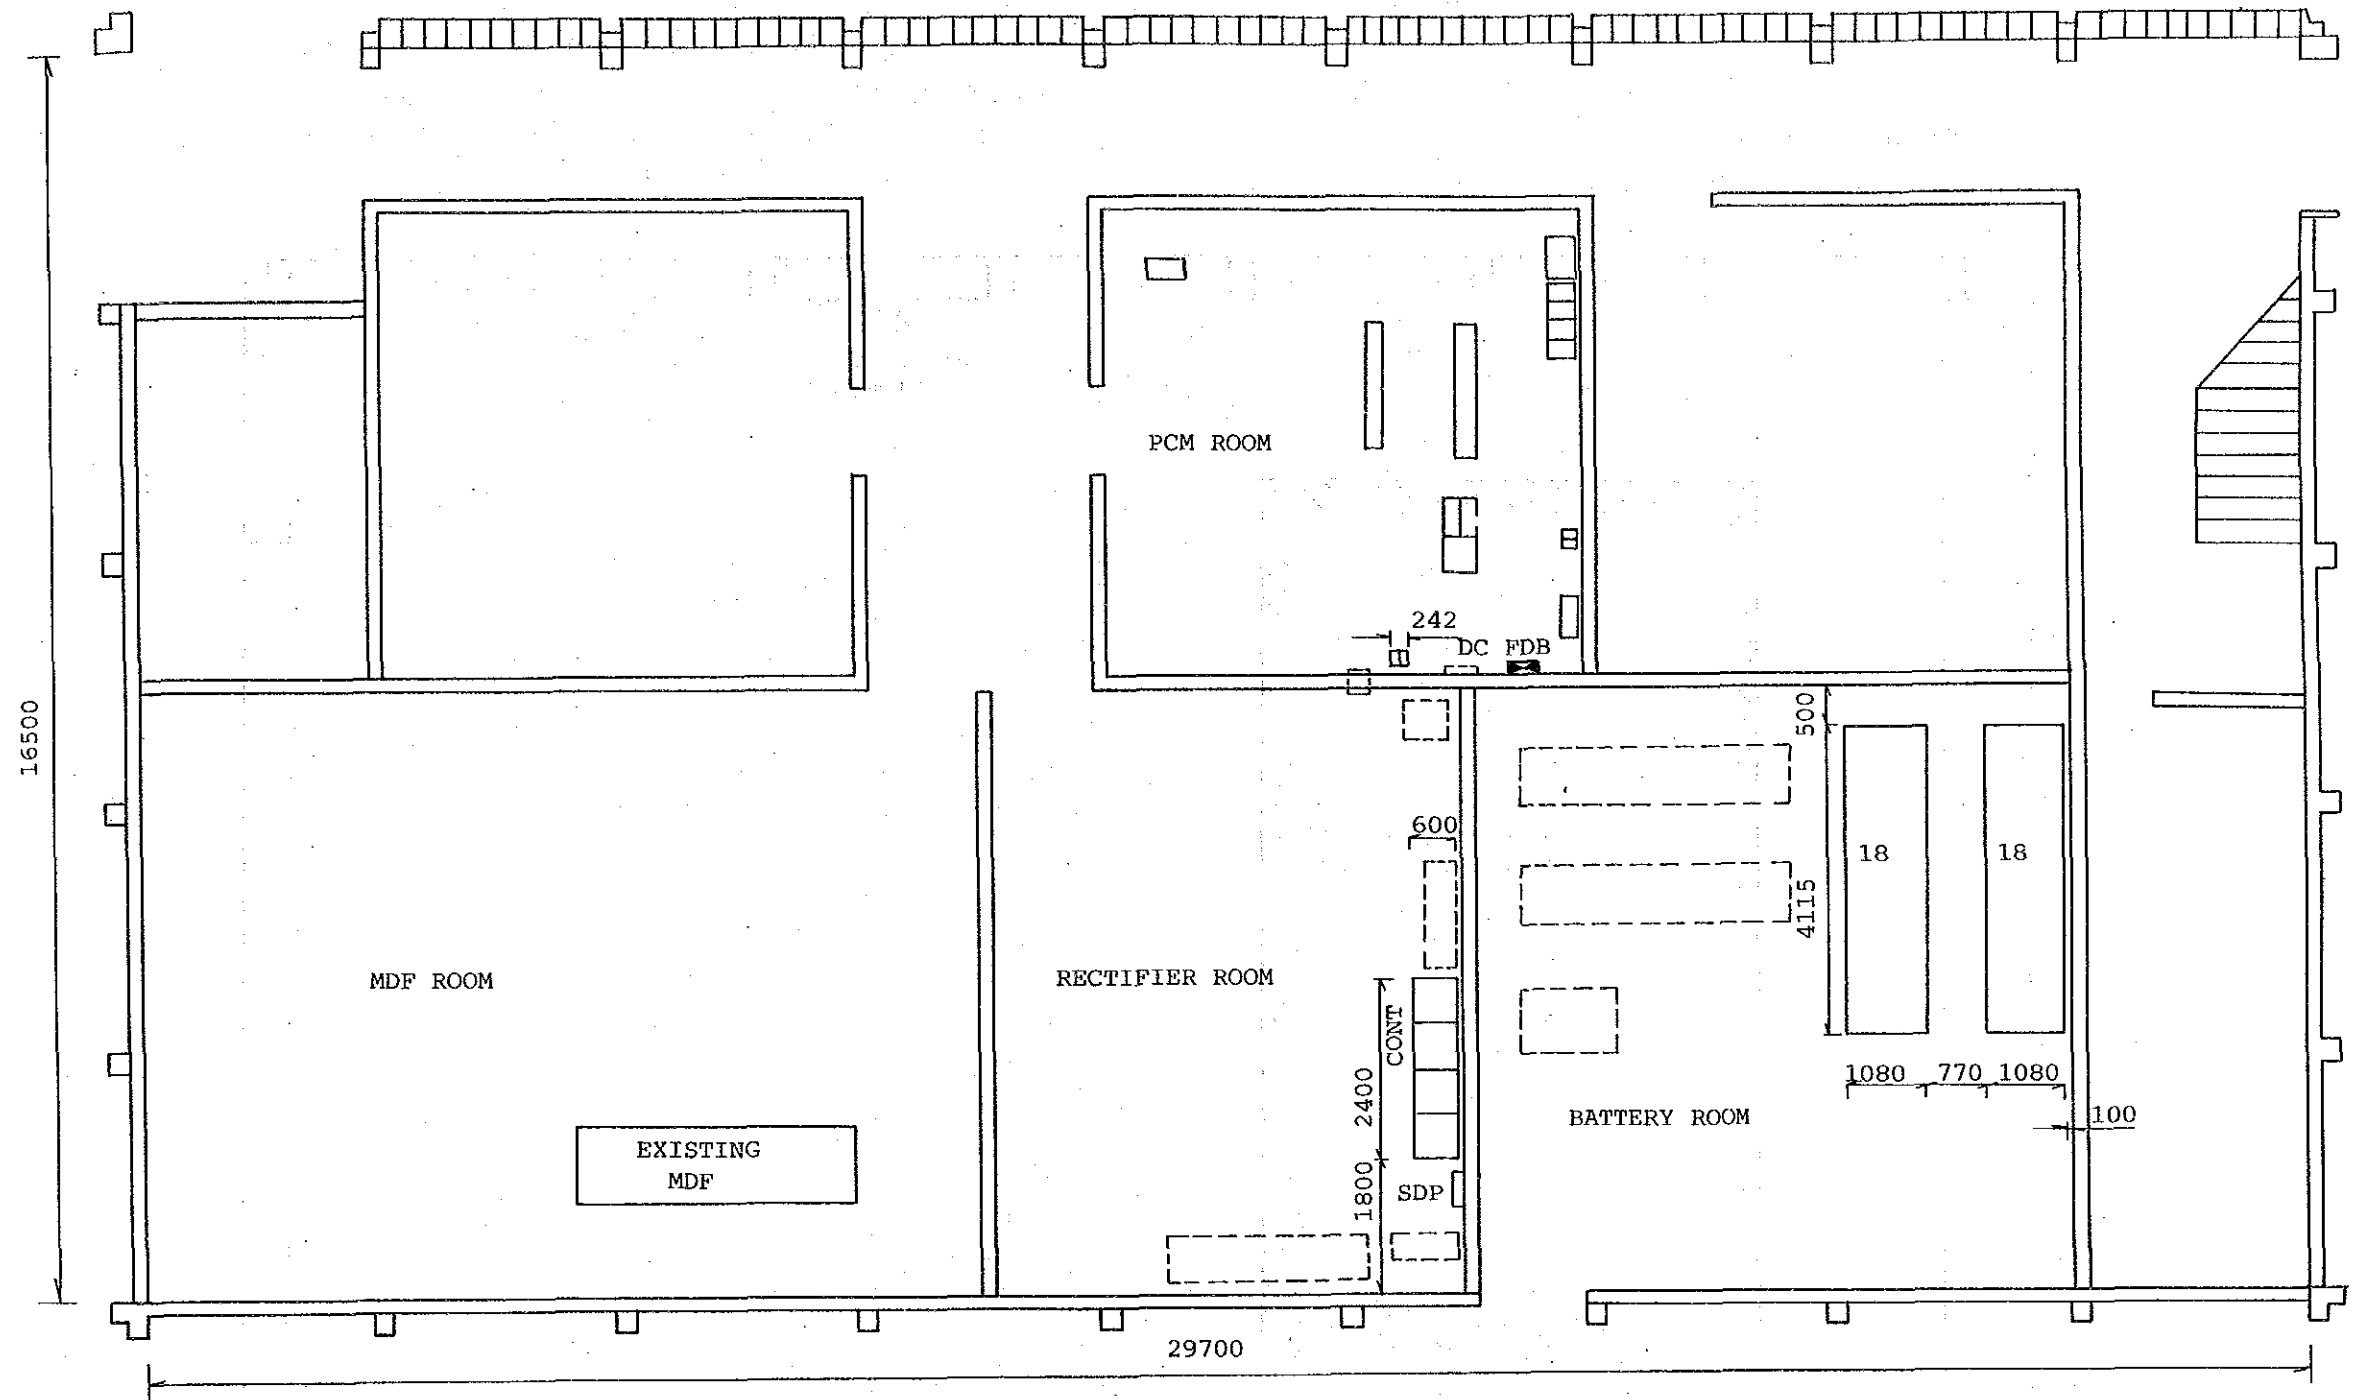 PCM ROOM
242
DC FDB
16500
500
600
18
18
4115
MDF ROOM
RECTIFIER ROOM
CONT
2400
1080
770
1080
100
BATTERY ROOM
EXISTING
MDF
1800
SDP
29700